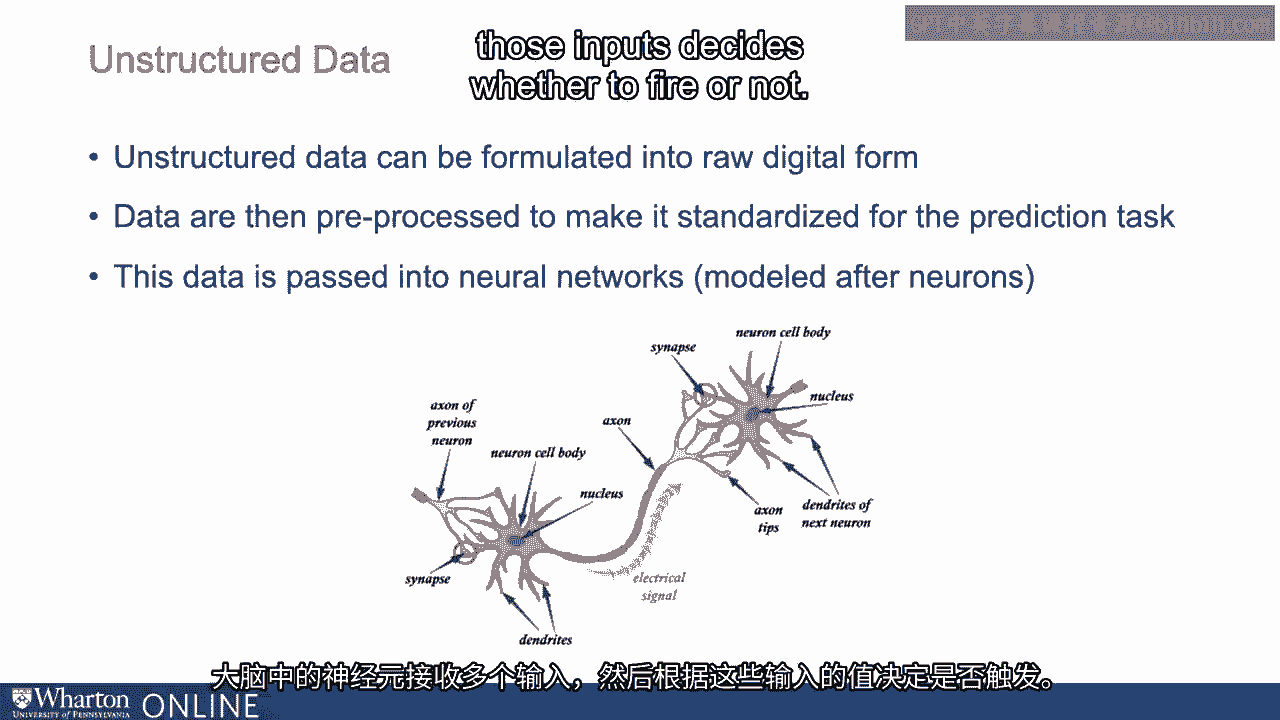 Unstructured Data
those inputs decides
whether to fire or not.
• Unstructured data can be formulated into raw digital form
• Data are then pre-processed to make it standardized for the prediction task
• This data is passed into neural networks (modeled after neurons)
neuron cell body
synapse
nucleus
axon of
previous
neuron
axon
neuron cell body
nucleus
axon
tips
dendrites of
next neuron
synapse
electrical
signal
dendrites
大脑中的神经元接收多个输入，然后根据这些输入的值决定是否触发。
Wharton
UNIVERSITY OF PENNSYLVANIA
ONLINE